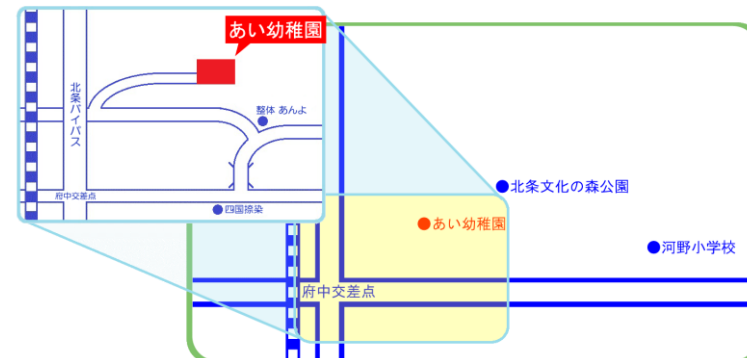 あい幼稚園
北条バイパス
整体 あんよ
府中交差点
四国捺染
北条文化の森公園
あい幼稚園
河野小学校
府中交差点